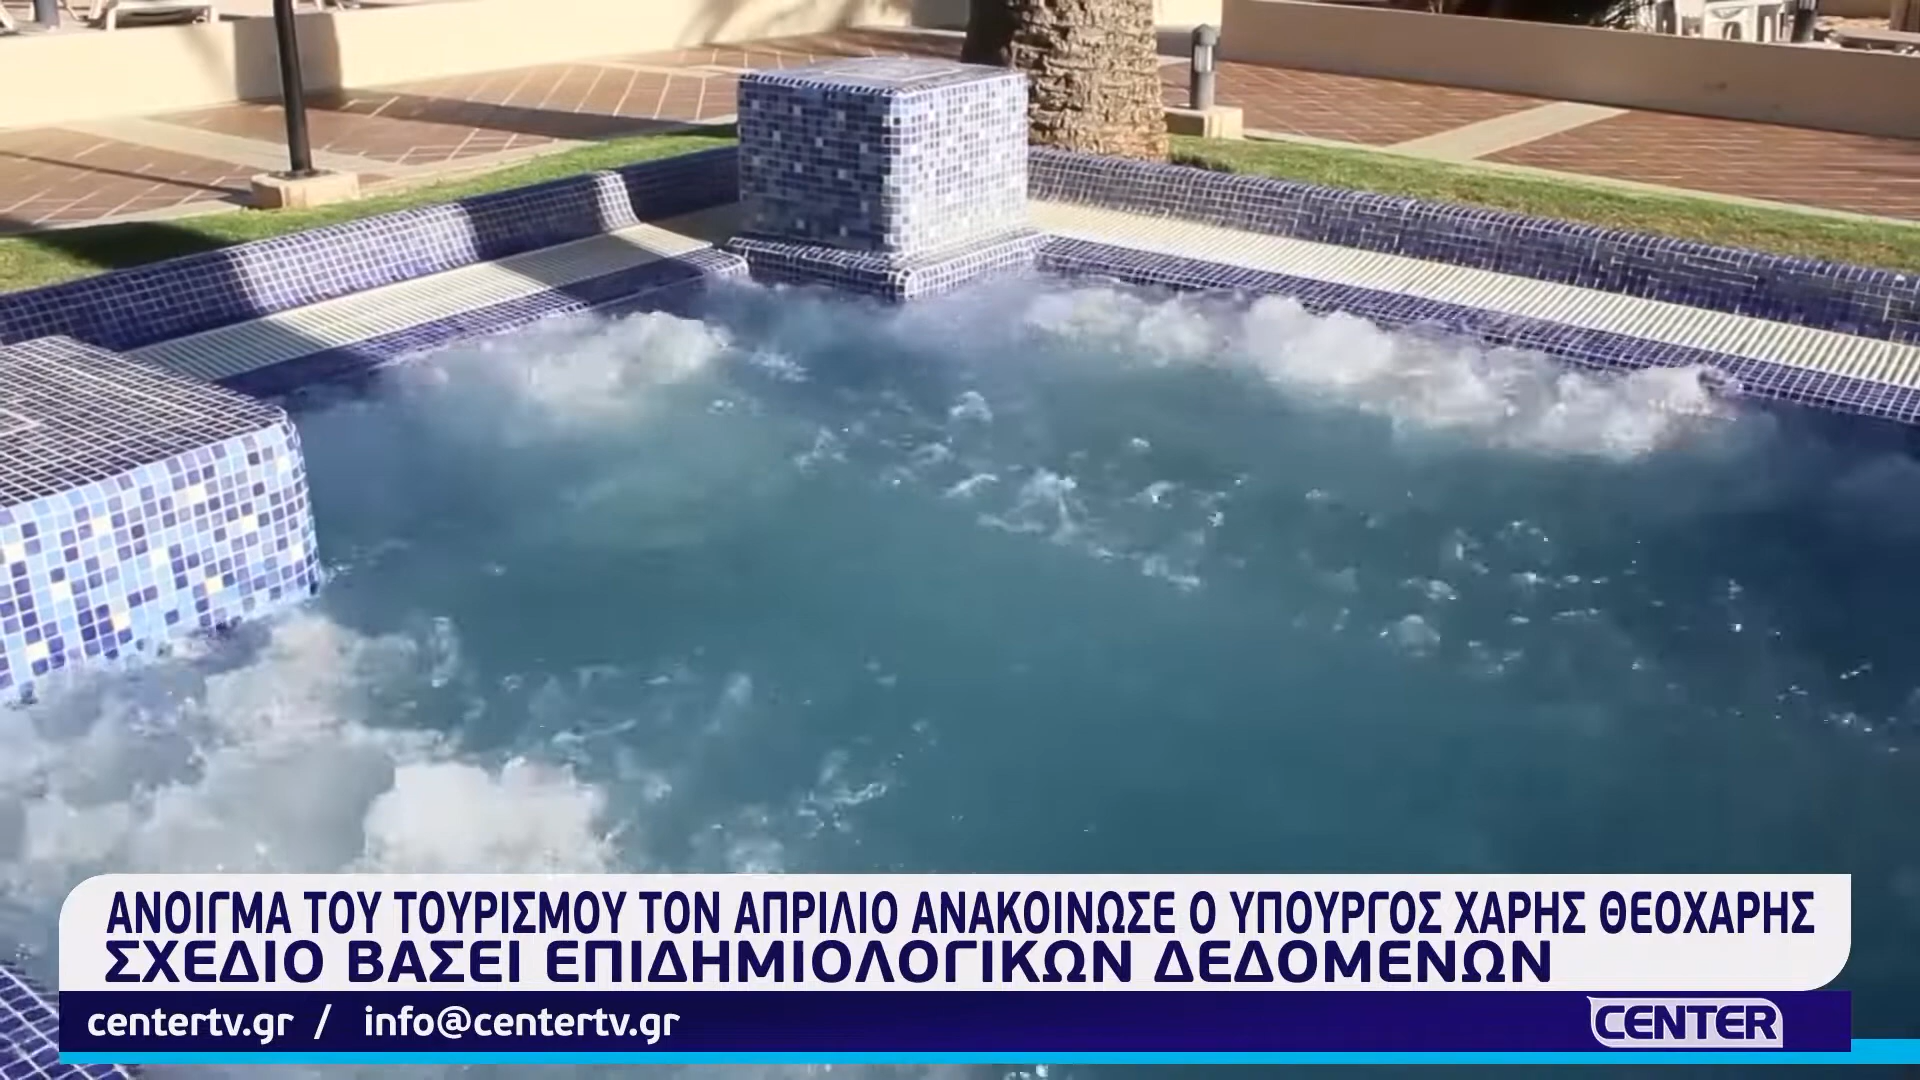 ΑΝΟΙΓΜΑ ΤΟΥ ΤΟΥΡΙΣΜΟΥ ΤΟΝ ΑΠΡΙΛΙΟ ΑΝΑΚΟΙΝΩΣΕ Ο ΥΠΟΥΡΓΟΣ ΧΑΡΗΣ ΘΕΟΧΑΡΗΣ
ΣΧΕΔΙΟ ΒΑΣΕΙ ΕΠΙΔΗΜΙΟΛΟΓΙΚΩΝ ΔΕΔΟΜΕΝΩΝ
centertv.gr / info@centertv.gr
CENTER